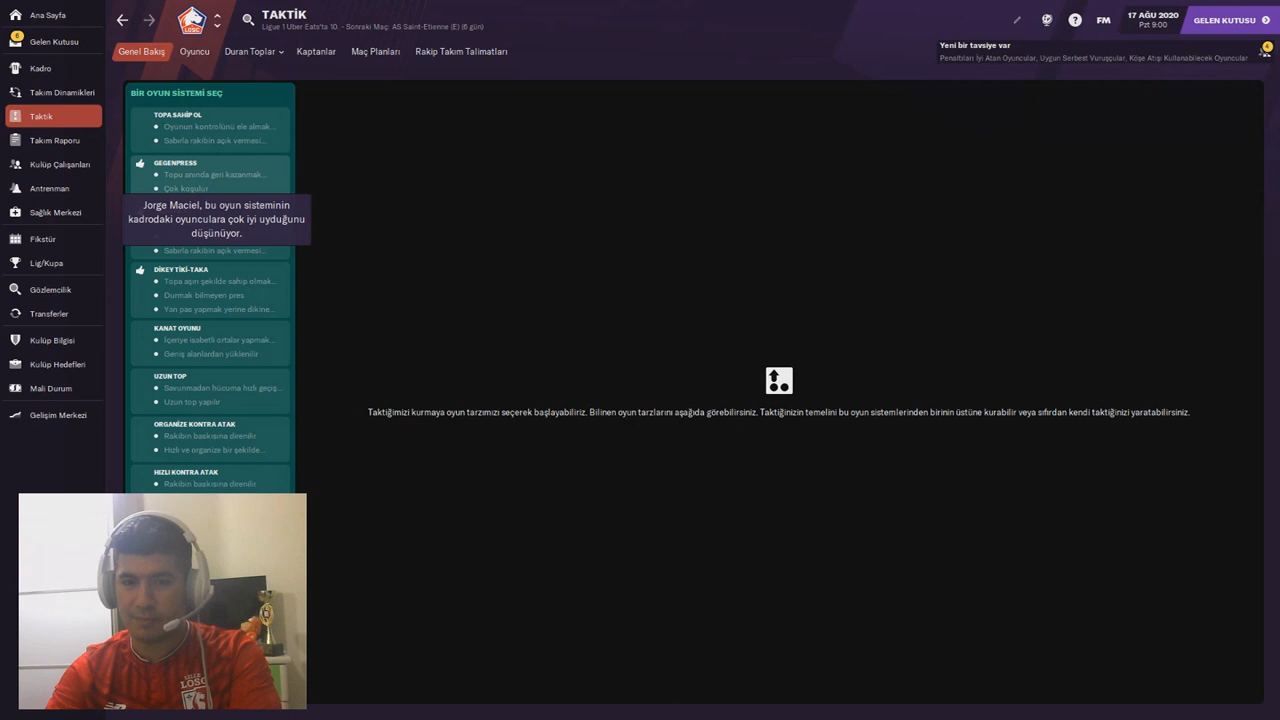 Ana Sayfa
6
Gelen Kutusu
Kadro
Takım Dinamikleri
Taktik
Takım Raporu
Kulüp Çalışanları
Antrenman
Sağlık Merkezi
Fikstür
Lig/Kupa
Gözlemcilik
Transferler
Kulüp Bilgisi
Kulüp Hedefleri
Mali Durum
Gelişim Merkezi
LOSC
TAKTİK
Ligue 1 Uber Eats'ta 10. - Sonraki Maç: AS Saint-Etienne (E) (6 gün)
FM
17 AĞU 2020
Pzt 9:00
GELEN KUTUSU
Genel Bakış
Oyuncu
Duran Toplar
Kaptanlar
Maç Planları
Rakip Takım Talimatları
Yeni bir tavsiye var
Penaltıları İyi Atan Oyuncular, Uygun Serbest Vuruşçular, Köşe Atışı Kullanabilecek Oyuncular
4
BİR OYUN SİSTEMİ SEÇ
TOPA SAHİP OL
Oyunun kontrolünü ele almak...
Sabırla rakibin açık vermesi...
GEGENPRESS
Topu anında geri kazanmak...
Çok koşulur
Jorge Maciel, bu oyun sisteminin
kadrodaki oyunculara çok iyi uyduğunu
düşünüyor.
Sabırla rakibin açık vermesi...
DİKEY TİKİ-TAKA
Topa aşırı şekilde sahip olmak...
Durmak bilmeyen pres
Yan pas yapmak yerine dikine...
KANAT OYUNU
İçeriye isabetli ortalar yapmak...
Geniş alanlardan yüklenilir
UZUN TOP
Savunmadan hücuma hızlı geçiş...
Uzun top yapılır
ORGANİZE KONTRA ATAK
Rakibin baskısına direnilir
Hızlı ve organize bir şekilde...
HIZLI KONTRA ATAK
Rakibin baskısına direnilir
Taktiğimizi kurmaya oyun tarzımızı seçerek başlayabiliriz. Bilinen oyun tarzlarını aşağıda görebilirsiniz. Taktiğinizin temelini bu oyun sistemlerinden birinin üstüne kurabilir veya sıfırdan kendi taktiğinizi yaratabilirsiniz.
LILLE
LOSC